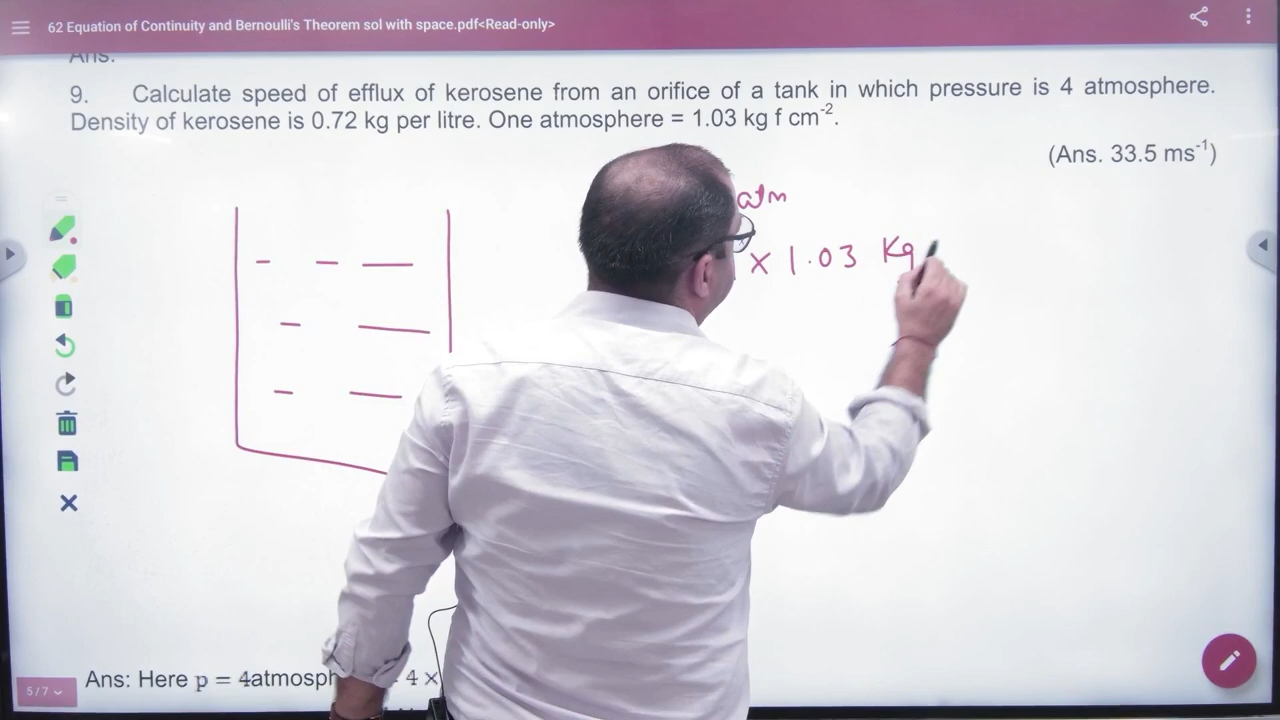 62 Equation of Continuity and Bernoulli's Theorem sol with space.pdf<Read-only>
Ans.
9. Calculate speed of efflux of kerosene from an orifice of a tank in which pressure is 4 atmosphere.
Density of kerosene is 0.72 kg per litre. One atmosphere = 1.03 kg f cm⁻².
(Ans. 33.5 ms⁻¹)
atm
× 1.03 Kg
Ans: Here p = 4atmosph 4 ×
5 / 7